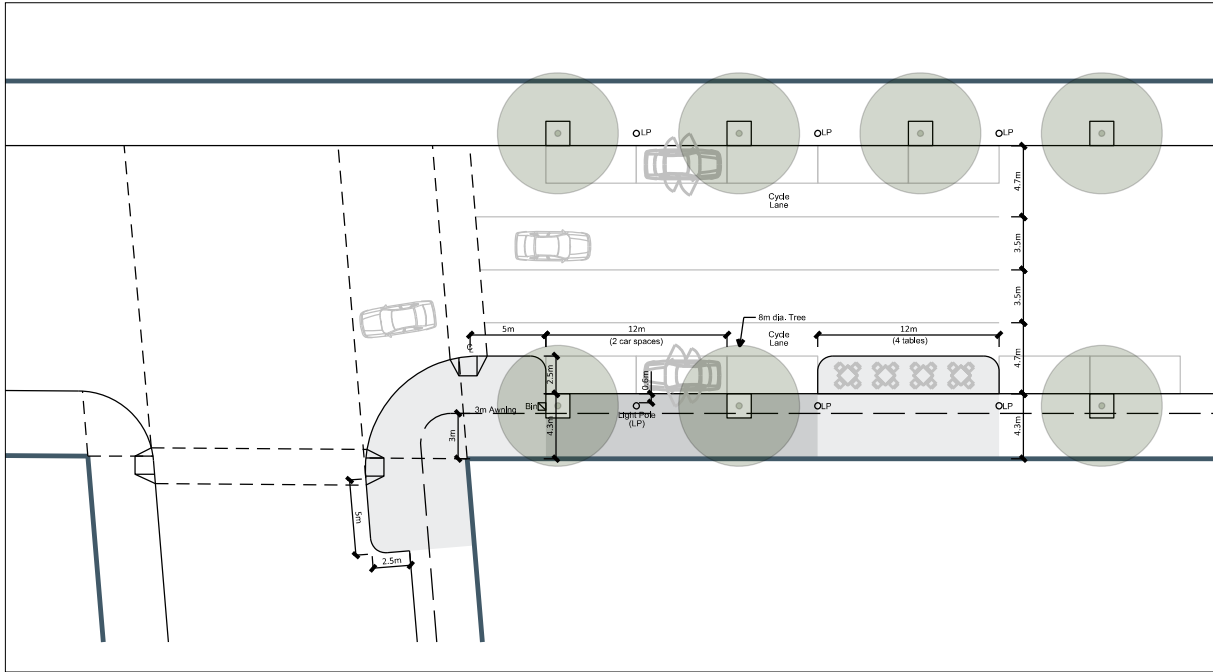 LP
LP
LP
Cycle
Lane
4.7m
3.5m
3.5m
8m dia. Tree
5m
12m
(2 car spaces)
Cycle
Lane
12m
(4 tables)
4.7m
2.5m
0.6m
3m Awning
Bin
Light Pole
(LP)
LP
LP
3m
4.3m
4.3m
5m
2.5m